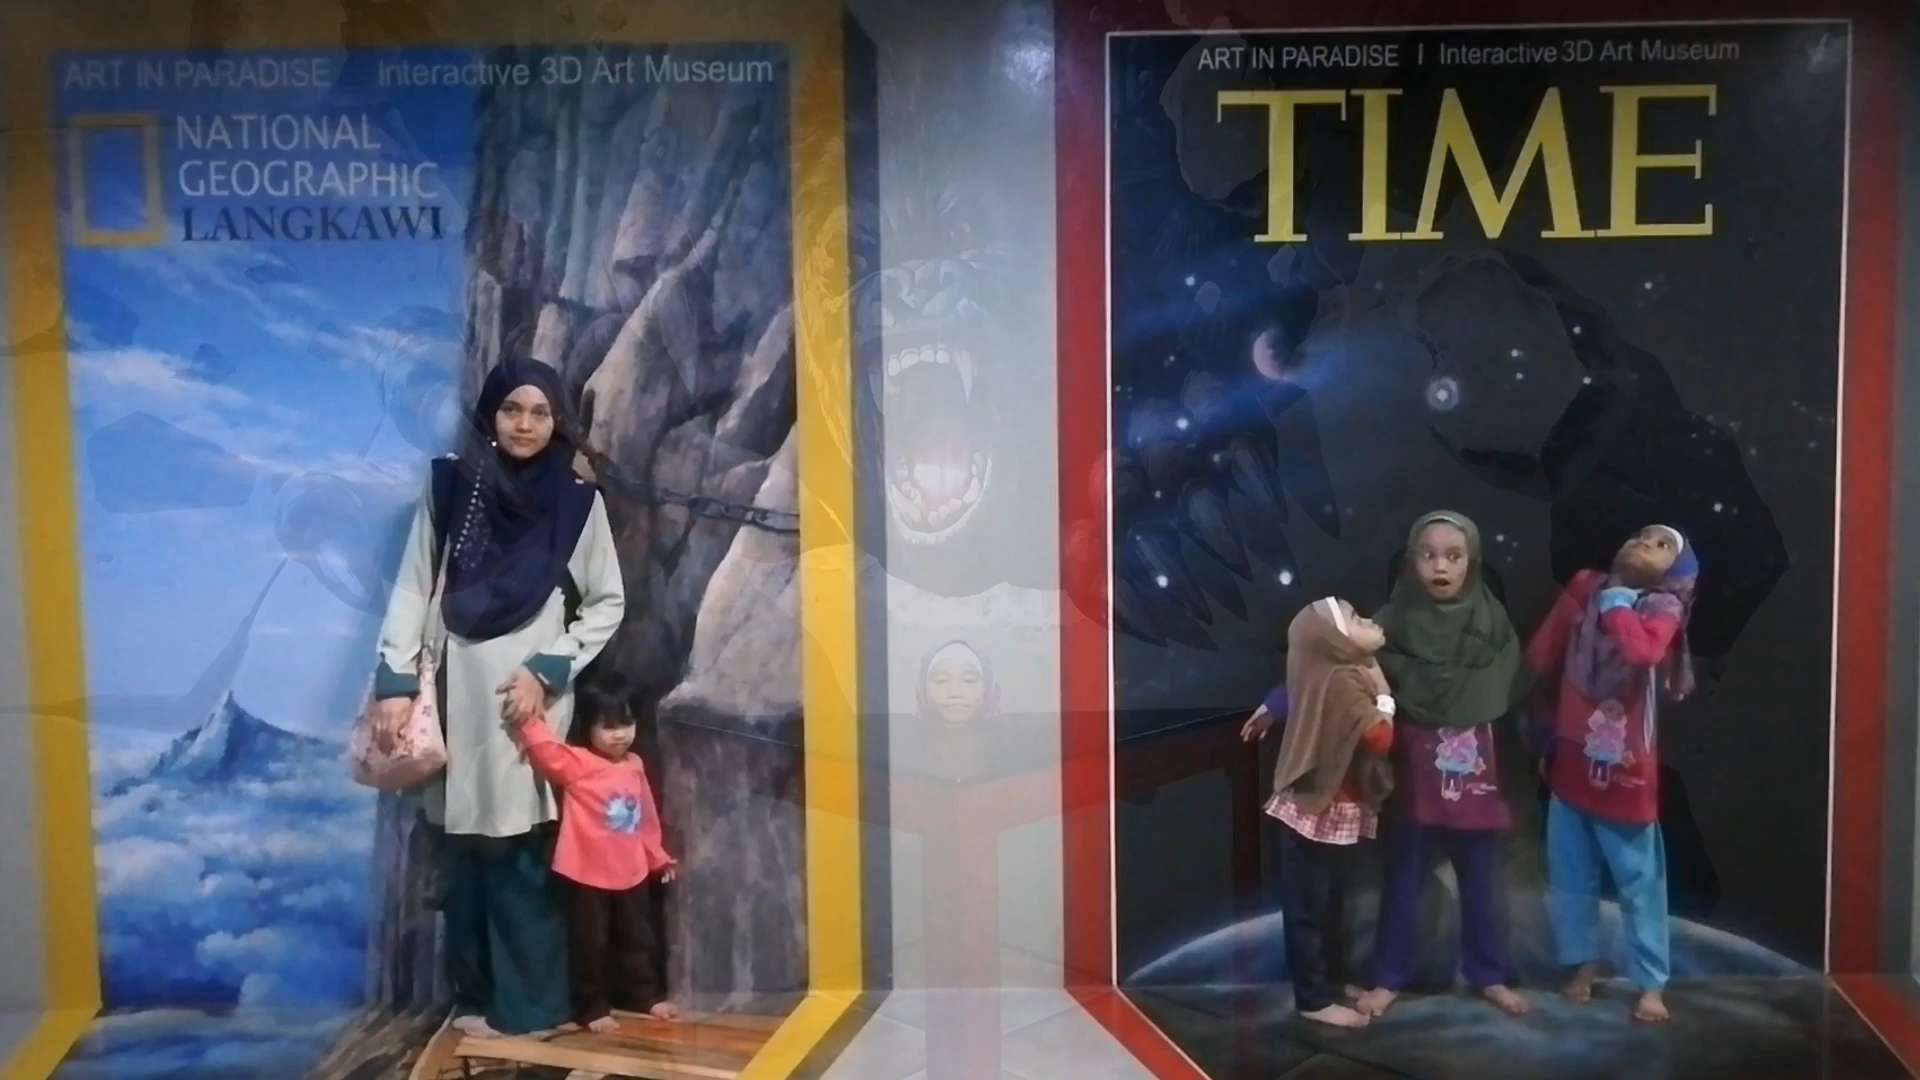 ART IN PARADISE Interactive 3D Art Museum
NATIONAL
GEOGRAPHIC
LANGKAWI
ART IN PARADISE | Interactive 3D Art Museum
TIME